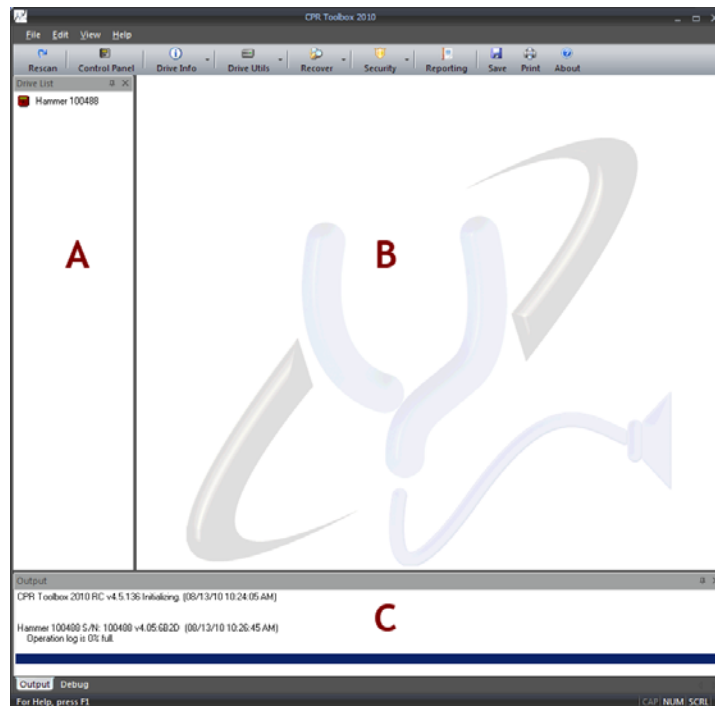 CPR Toolbox 2010
File Edit View Help
Rescan Control Panel Drive Info Drive Utils Recover Security Reporting Save Print About
Drive List
Hammer 100488
A
B
Output
CPR Toolbox 2010 RC v4.5.136 Initializing. (08/13/10 10:24:05 AM)
Hammer 100488 S/N: 100488 v4.05.6B2D (08/13/10 10:26:45 AM)
Operation log is 0% full.
C
Output Debug
For Help, press F1 CAP NUM SCRL